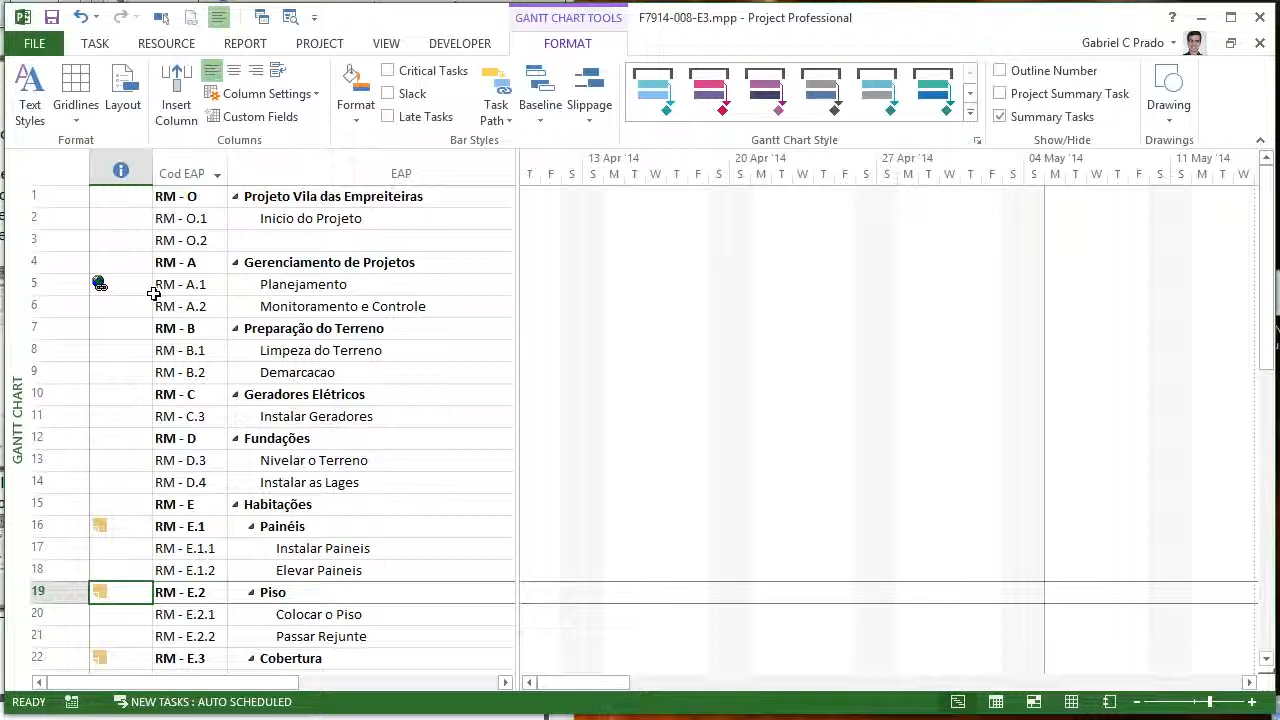 GANTT CHART TOOLS
F7914-008-E3.mpp - Project Professional
FILE
TASK
RESOURCE
REPORT
PROJECT
VIEW
DEVELOPER
FORMAT
Gabriel C Prado
Text Styles
Gridlines
Layout
Format
Insert Column
Column Settings
Custom Fields
Columns
Format
Critical Tasks
Slack
Late Tasks
Task Path
Baseline
Slippage
Bar Styles
Gantt Chart Style
Outline Number
Project Summary Task
Summary Tasks
Show/Hide
Drawing
Drawings
Cod EAP
EAP
13 Apr '14
20 Apr '14
27 Apr '14
04 May '14
11 May '14
T F S S M T W T F S S M T W T F S S M T W T F S S M T W T F S S M T W
1 RM - O Projeto Vila das Empreiteiras
2 RM - O.1 Inicio do Projeto
3 RM - O.2
4 RM - A Gerenciamento de Projetos
5 RM - A.1 Planejamento
6 RM - A.2 Monitoramento e Controle
7 RM - B Preparação do Terreno
8 RM - B.1 Limpeza do Terreno
9 RM - B.2 Demarcacao
10 RM - C Geradores Elétricos
11 RM - C.3 Instalar Geradores
12 RM - D Fundações
13 RM - D.3 Nivelar o Terreno
14 RM - D.4 Instalar as Lages
15 RM - E Habitações
16 RM - E.1 Painéis
17 RM - E.1.1 Instalar Paineis
18 RM - E.1.2 Elevar Paineis
19 RM - E.2 Piso
20 RM - E.2.1 Colocar o Piso
21 RM - E.2.2 Passar Rejunte
22 RM - E.3 Cobertura
GANTT CHART
READY
NEW TASKS : AUTO SCHEDULED